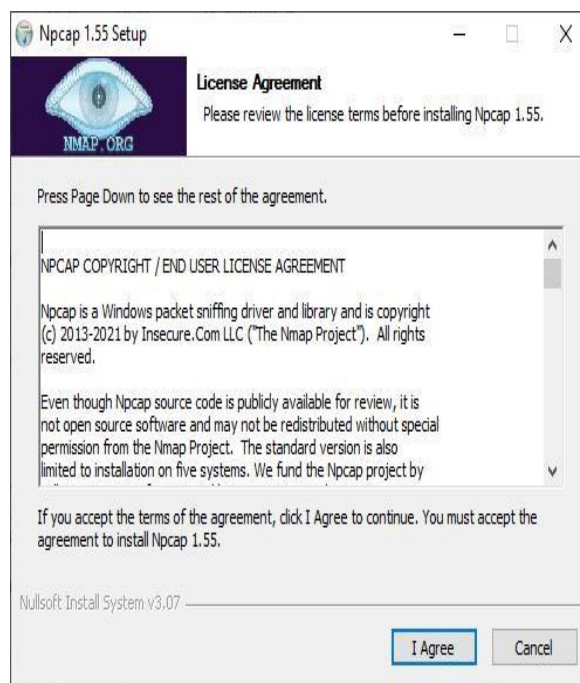 Npcap 1.55 Setup
NMAP.ORG
License Agreement
Please review the license terms before installing Npcap 1.55.
Press Page Down to see the rest of the agreement.
NPCAP COPYRIGHT / END USER LICENSE AGREEMENT
Npcap is a Windows packet sniffing driver and library and is copyright
(c) 2013-2021 by Insecure.Com LLC ("The Nmap Project"). All rights
reserved.
Even though Npcap source code is publicly available for review, it is
not open source software and may not be redistributed without special
permission from the Nmap Project. The standard version is also
limited to installation on five systems. We fund the Npcap project by
If you accept the terms of the agreement, click I Agree to continue. You must accept the
agreement to install Npcap 1.55.
Nullsoft Install System v3.07
I Agree
Cancel